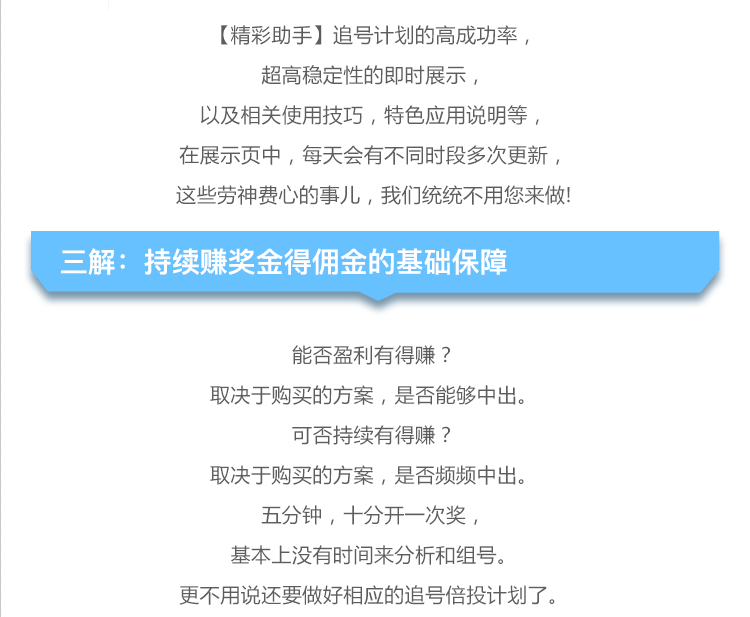 【精彩助手】追号计划的高成功率，
超高稳定性的即时展示，
以及相关使用技巧，特色应用说明等，
在展示页中，每天会有不同时段多次更新，
这些劳神费心的事儿，我们统统不用您来做!
三解：持续赚奖金得佣金的基础保障
能否盈利有得赚？
取决于购买的方案，是否能够中出。
可否持续有得赚？
取决于购买的方案，是否频频中出。
五分钟，十分开一次奖，
基本上没有时间来分析和组号。
更不用说还要做好相应的追号倍投计划了。